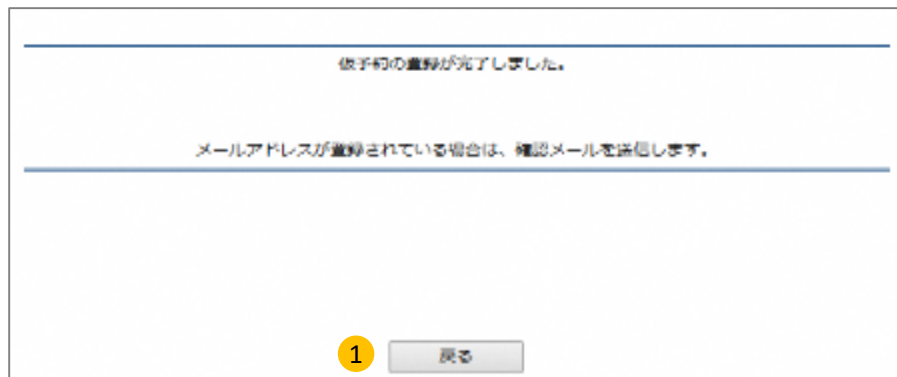 仮予約の登録が完了しました。
メールアドレスが登録されている場合は、確認メールを送信します。
1 戻る